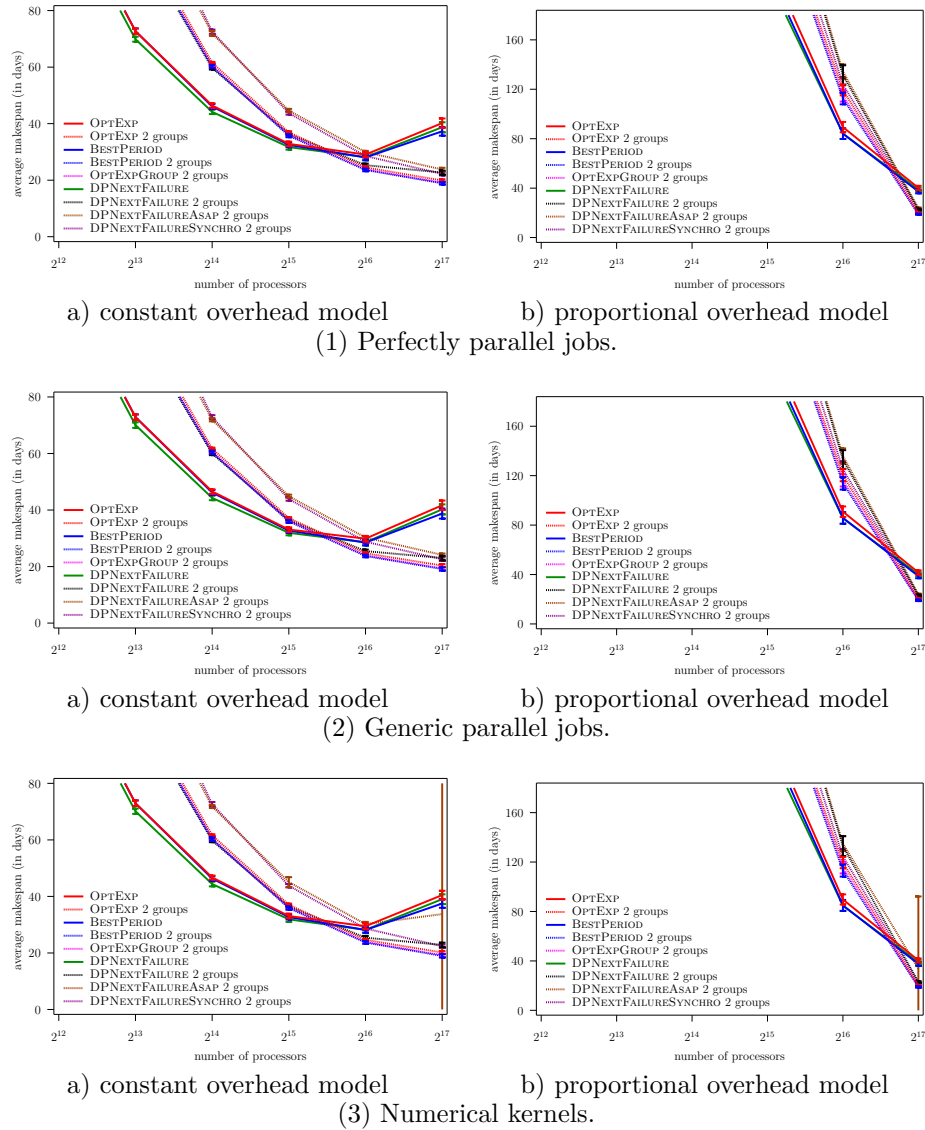 average makespan (in days)
80
60
40
20
0
OptExp
OptExp 2 groups
BestPeriod
BestPeriod 2 groups
OptExpGroup 2 groups
DPNextFailure
DPNextFailure 2 groups
DPNextFailureAsap 2 groups
DPNextFailureSynchro 2 groups
2^12 2^13 2^14 2^15 2^16 2^17
number of processors
a) constant overhead model
average makespan (in days)
160
120
80
40
0
OptExp
OptExp 2 groups
BestPeriod
BestPeriod 2 groups
OptExpGroup 2 groups
DPNextFailure
DPNextFailure 2 groups
DPNextFailureAsap 2 groups
DPNextFailureSynchro 2 groups
2^12 2^13 2^14 2^15 2^16 2^17
number of processors
b) proportional overhead model
(1) Perfectly parallel jobs.
average makespan (in days)
80
60
40
20
0
OptExp
OptExp 2 groups
BestPeriod
BestPeriod 2 groups
OptExpGroup 2 groups
DPNextFailure
DPNextFailure 2 groups
DPNextFailureAsap 2 groups
DPNextFailureSynchro 2 groups
2^12 2^13 2^14 2^15 2^16 2^17
number of processors
a) constant overhead model
average makespan (in days)
160
120
80
40
0
OptExp
OptExp 2 groups
BestPeriod
BestPeriod 2 groups
OptExpGroup 2 groups
DPNextFailure
DPNextFailure 2 groups
DPNextFailureAsap 2 groups
DPNextFailureSynchro 2 groups
2^12 2^13 2^14 2^15 2^16 2^17
number of processors
b) proportional overhead model
(2) Generic parallel jobs.
average makespan (in days)
80
60
40
20
0
OptExp
OptExp 2 groups
BestPeriod
BestPeriod 2 groups
OptExpGroup 2 groups
DPNextFailure
DPNextFailure 2 groups
DPNextFailureAsap 2 groups
DPNextFailureSynchro 2 groups
2^12 2^13 2^14 2^15 2^16 2^17
number of processors
a) constant overhead model
average makespan (in days)
160
120
80
40
0
OptExp
OptExp 2 groups
BestPeriod
BestPeriod 2 groups
OptExpGroup 2 groups
DPNextFailure
DPNextFailure 2 groups
DPNextFailureAsap 2 groups
DPNextFailureSynchro 2 groups
2^12 2^13 2^14 2^15 2^16 2^17
number of processors
b) proportional overhead model
(3) Numerical kernels.